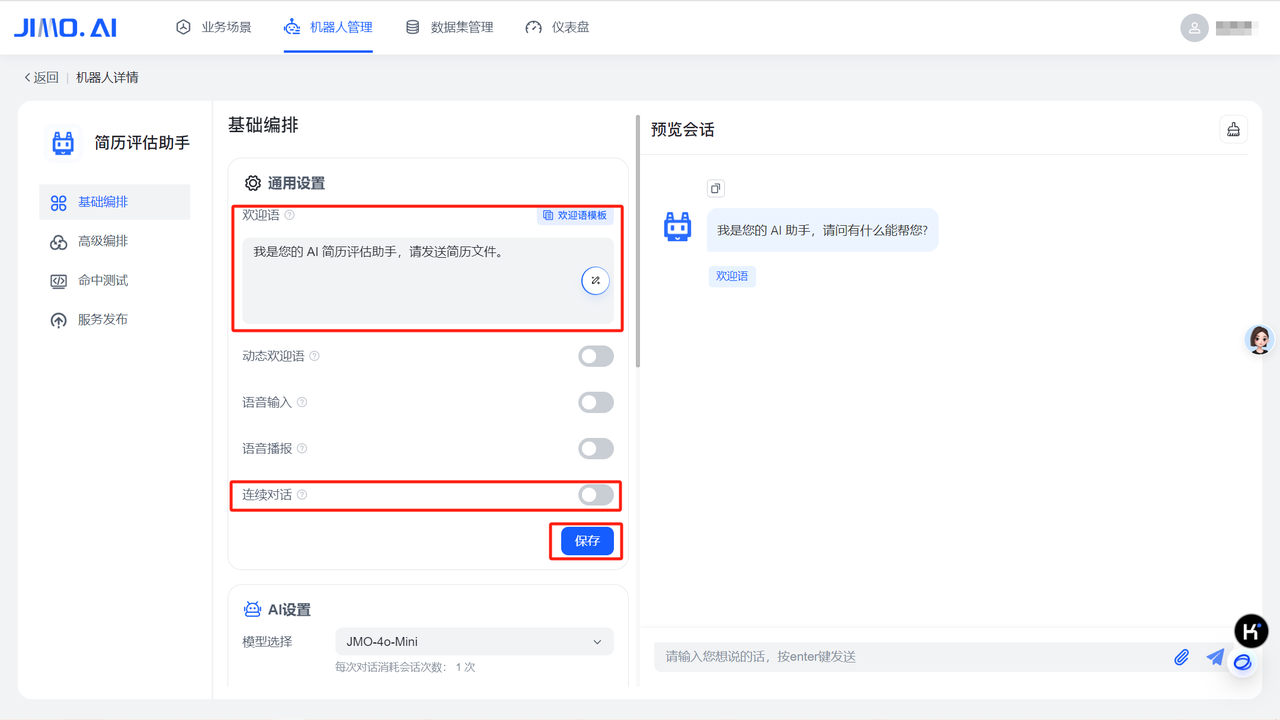 JIMO.AI
业务场景
机器人管理
数据集管理
仪表盘
返回
机器人详情
简历评估助手
基础编排
高级编排
命中测试
服务发布
基础编排
通用设置
欢迎语
欢迎语模板
我是您的 AI 简历评估助手，请发送简历文件。
动态欢迎语
语音输入
语音播报
连续对话
保存
AI设置
模型选择
JMO-4o-Mini
每次对话消耗会话次数： 1 次
预览会话
我是您的 AI 助手，请问有什么能帮您?
欢迎语
请输入您想说的话，按enter键发送